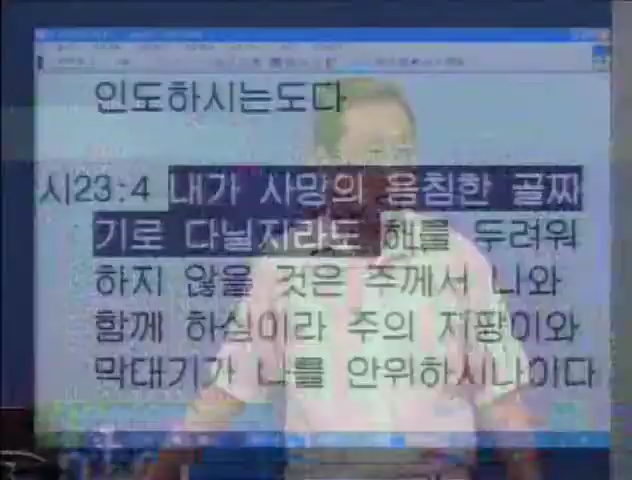 인도하시는도다
시23:4 내가 사망의 음침한 골짜
기로 다닐지라도 해를 두려워
하지 않을 것은 주께서 나와
함께 하심이라 주의 지팡이와
막대기가 나를 안위하시나이다